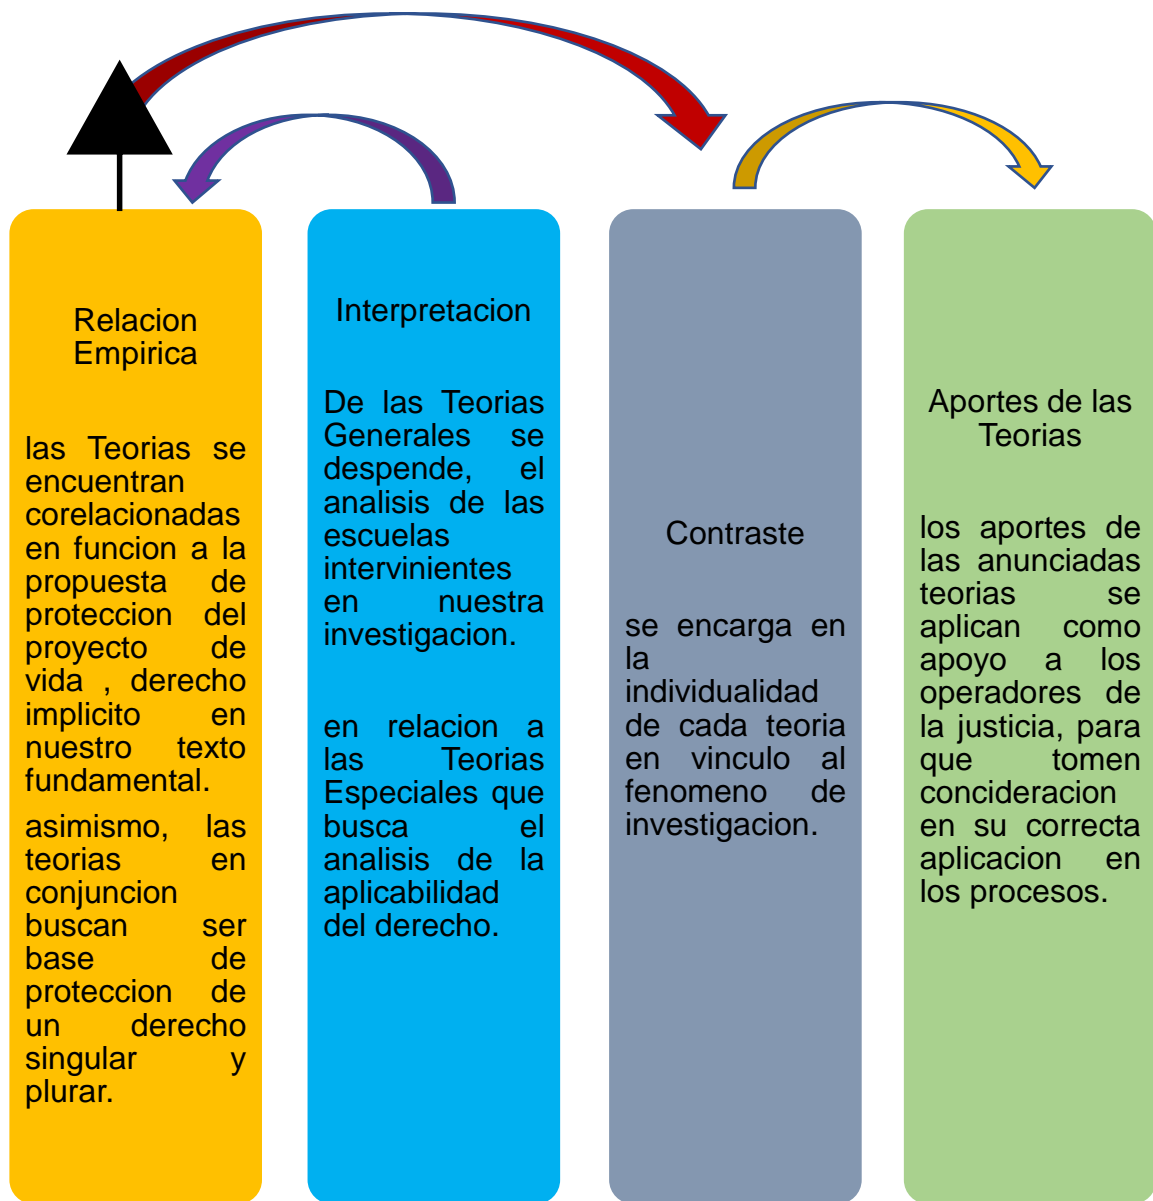 Relacion
Empirica
las Teorias se
encuentran
corelacionadas
en funcion a la
propuesta de
proteccion del
proyecto de
vida , derecho
implicito en
nuestro texto
fundamental.
asimismo, las
teorias en
conjuncion
buscan ser
base de
proteccion de
un derecho
singular y
plurar.
Interpretacion
De las Teorias
Generales se
despende, el
analisis de las
escuelas
intervinientes
en nuestra
investigacion.
en relacion a
las Teorias
Especiales que
busca el
analisis de la
aplicabilidad
del derecho.
Contraste
se encarga en
la
individualidad
de cada teoria
en vinculo al
fenomeno de
investigacion.
Aportes de las
Teorias
los aportes de
las anunciadas
teorias se
aplican como
apoyo a los
operadores de
la justicia, para
que tomen
concideracion
en su correcta
aplicacion en
los procesos.